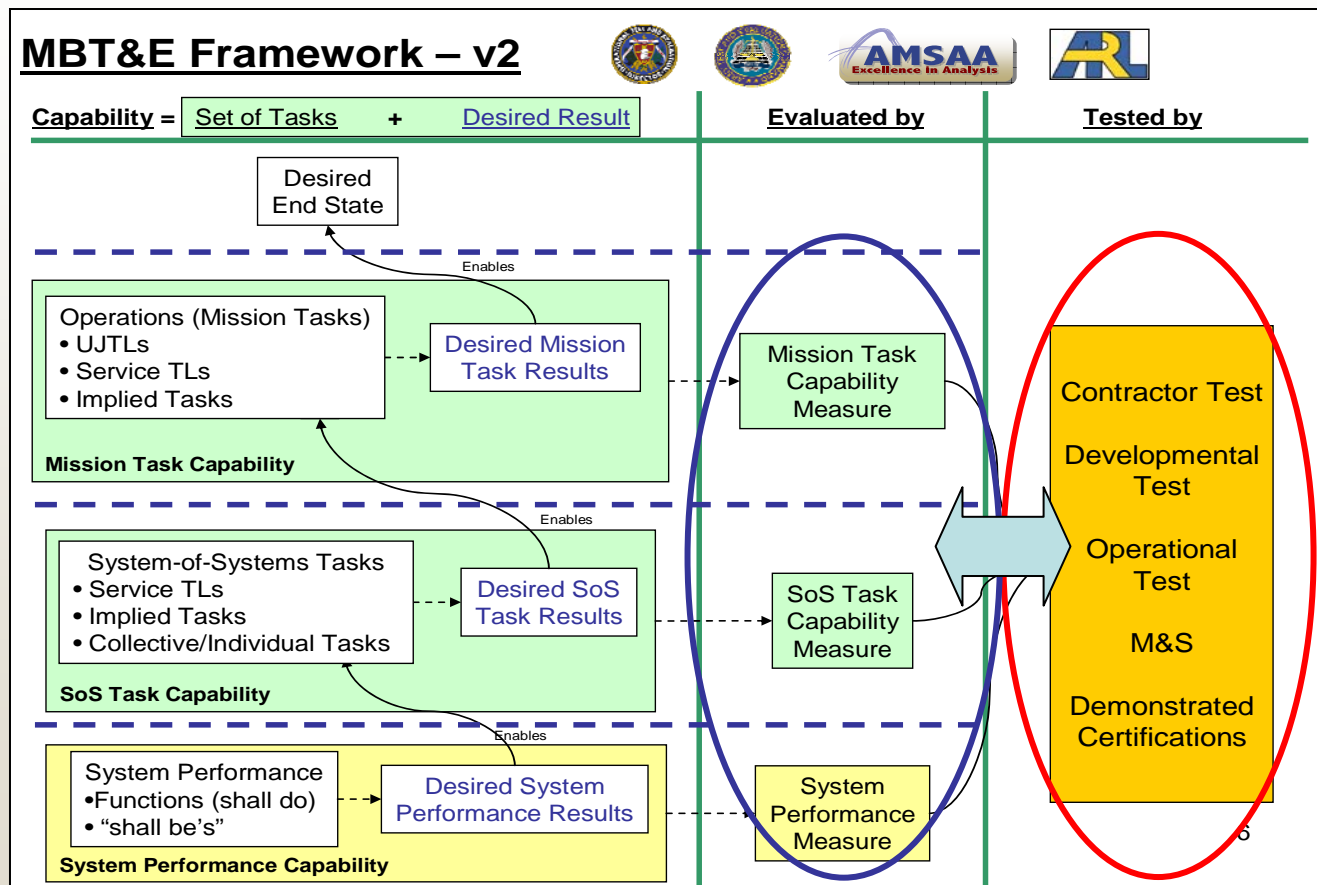 MBT&E Framework – v2
AMSAA
Excellence In Analysis
ARL
Capability = Set of Tasks + Desired Result
Evaluated by
Tested by
Desired
End State
Enables
Operations (Mission Tasks)
• UJTLs
• Service TLs
• Implied Tasks
Desired Mission
Task Results
Mission Task Capability
Mission Task
Capability
Measure
Enables
System-of-Systems Tasks
• Service TLs
• Implied Tasks
• Collective/Individual Tasks
Desired SoS
Task Results
SoS Task Capability
SoS Task
Capability
Measure
Enables
System Performance
•Functions (shall do)
• “shall be’s”
Desired System
Performance Results
System Performance Capability
System
Performance
Measure
Contractor Test
Developmental
Test
Operational
Test
M&S
Demonstrated
Certifications
6